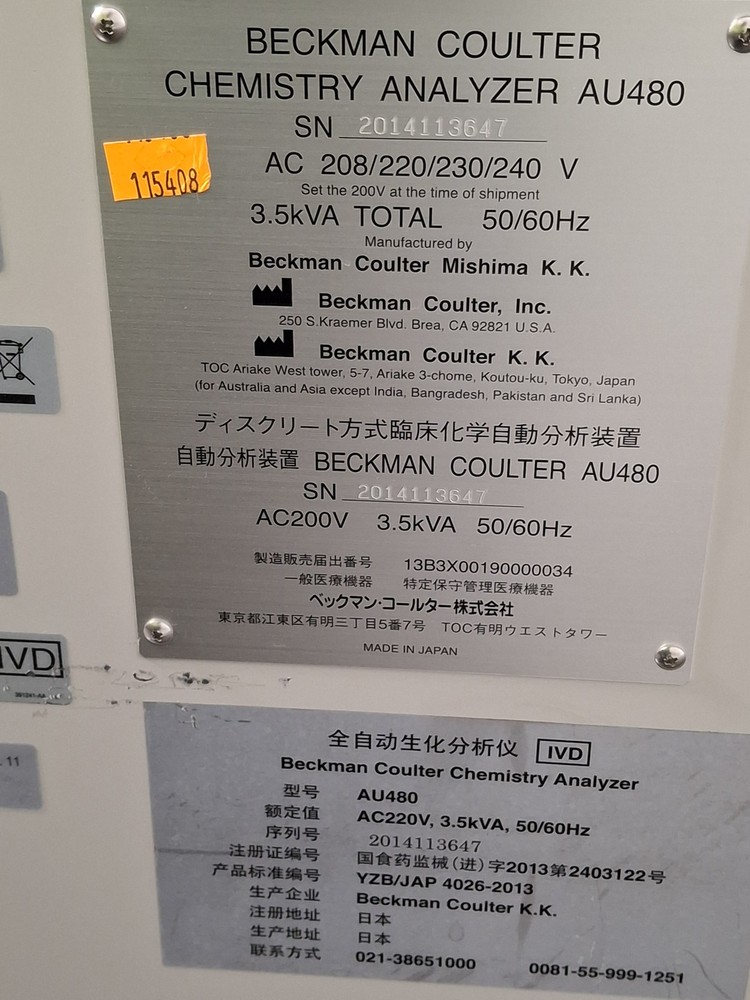 BECKMAN COULTER
CHEMISTRY ANALYZER AU480
SN 2014113647
115408
AC 208/220/230/240 V
Set the 200V at the time of shipment
3.5kVA TOTAL 50/60Hz
Manufactured by
Beckman Coulter Mishima K. K.
Beckman Coulter, Inc.
250 S.Kraemer Blvd. Brea, CA 92821 U.S.A.
Beckman Coulter K. K.
TOC Ariake West tower, 5-7, Ariake 3-chome, Koutou-ku, Tokyo, Japan
(for Australia and Asia except India, Bangradesh, Pakistan and Sri Lanka)
ディスクリート方式臨床化学自動分析装置
自動分析装置 BECKMAN COULTER AU480
SN 2014113647
AC200V 3.5kVA 50/60Hz
製造販売届出番号 13B3X00190000034
一般医療機器 特定保守管理医療機器
ベックマン・コールター株式会社
東京都江東区有明三丁目5番7号 TOC有明ウエストタワー
MADE IN JAPAN
IVD
. 11
全自动生化分析仪 IVD
Beckman Coulter Chemistry Analyzer
型号 AU480
额定值 AC220V, 3.5kVA, 50/60Hz
序列号 2014113647
注册证编号 国食药监械(进)字2013第2403122号
产品标准编号 YZB/JAP 4026-2013
生产企业 Beckman Coulter K.K.
注册地址 日本
生产地址 日本
联系方式 021-38651000 0081-55-999-1251